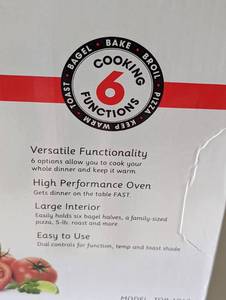 TOAST • BAGEL • BAKE • BROIL • PIZZA • KEEP WARM
COOKING
6
FUNCTIONS
Versatile Functionality
6 options allow you to cook your
whole dinner and keep it warm
High Performance Oven
Gets dinner on the table FAST.
Large Interior
Easily holds six bagel halves, a family-sized
pizza, 5-lb. roast and more
Easy to Use
Dial controls for function, temp and toast shade
MODEL: